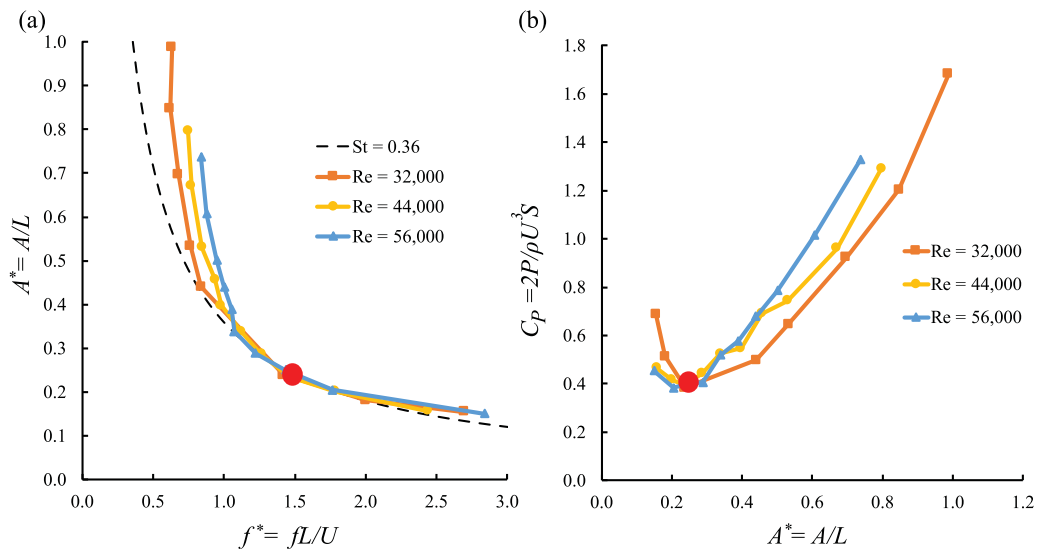 (a)
A*= A/L
1.0
0.9
0.8
0.7
0.6
0.5
0.4
0.3
0.2
0.1
0.0
0.0 0.5 1.0 1.5 2.0 2.5 3.0
f*= fL/U
St = 0.36
Re = 32,000
Re = 44,000
Re = 56,000
(b)
C_P = 2P/ρU³S
1.8
1.6
1.4
1.2
1.0
0.8
0.6
0.4
0.2
0.0
0.0 0.2 0.4 0.6 0.8 1.0 1.2
A*= A/L
Re = 32,000
Re = 44,000
Re = 56,000